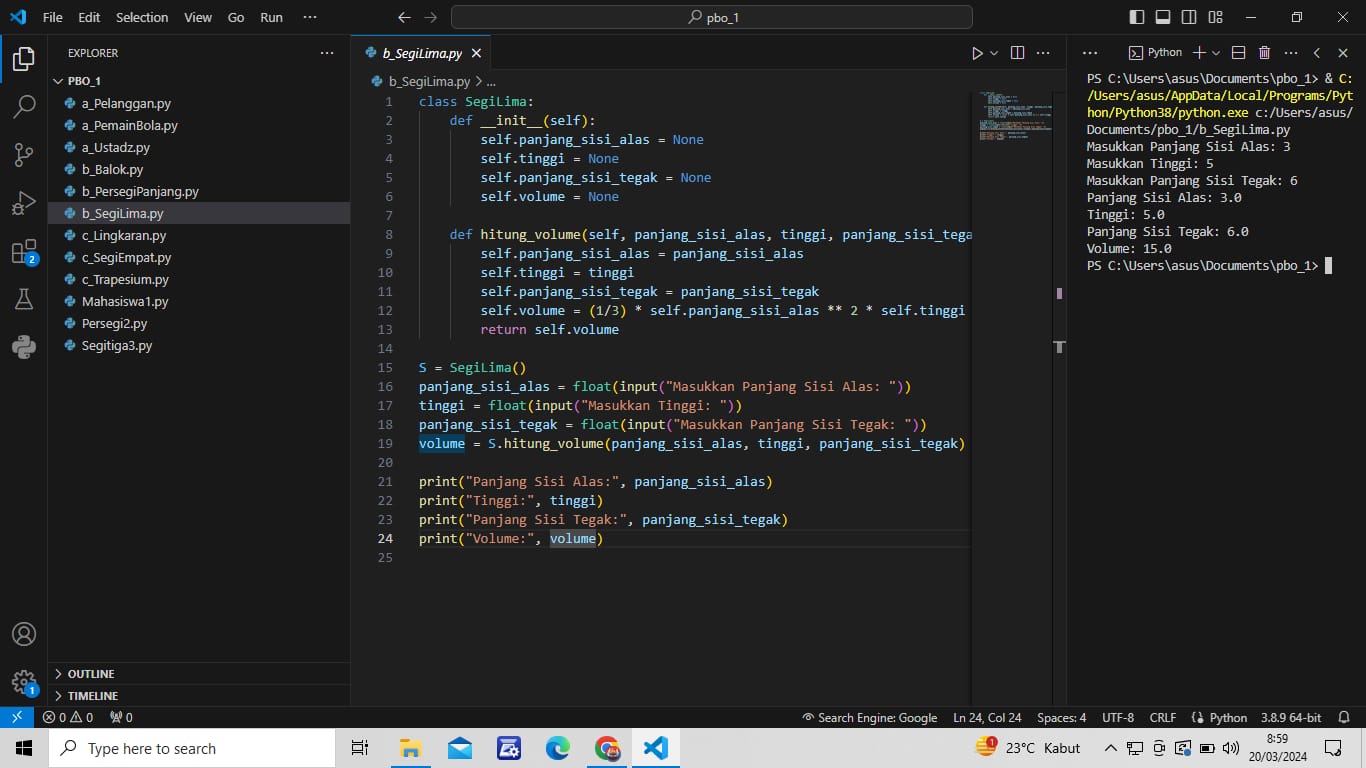 File Edit Selection View Go Run ··· pbo_1
EXPLORER ···
PBO_1
a_Pelanggan.py
a_PemainBola.py
a_Ustadz.py
b_Balok.py
b_PersegiPanjang.py
b_SegiLima.py
c_Lingkaran.py
c_SegiEmpat.py
c_Trapesium.py
Mahasiswa1.py
Persegi2.py
Segitiga3.py
OUTLINE
TIMELINE
2
1
b_SegiLima.py
b_SegiLima.py > ...
1 class SegiLima:
2     def __init__(self):
3         self.panjang_sisi_alas = None
4         self.tinggi = None
5         self.panjang_sisi_tegak = None
6         self.volume = None
7
8     def hitung_volume(self, panjang_sisi_alas, tinggi, panjang_sisi_tega
9         self.panjang_sisi_alas = panjang_sisi_alas
10         self.tinggi = tinggi
11         self.panjang_sisi_tegak = panjang_sisi_tegak
12         self.volume = (1/3) * self.panjang_sisi_alas ** 2 * self.tinggi
13         return self.volume
14
15 S = SegiLima()
16 panjang_sisi_alas = float(input("Masukkan Panjang Sisi Alas: "))
17 tinggi = float(input("Masukkan Tinggi: "))
18 panjang_sisi_tegak = float(input("Masukkan Panjang Sisi Tegak: "))
19 volume = S.hitung_volume(panjang_sisi_alas, tinggi, panjang_sisi_tegak)
20
21 print("Panjang Sisi Alas:", panjang_sisi_alas)
22 print("Tinggi:", tinggi)
23 print("Panjang Sisi Tegak:", panjang_sisi_tegak)
24 print("Volume:", volume)
25
Python
PS C:\Users\asus\Documents\pbo_1> & C:
/Users/asus/AppData/Local/Programs/Pyt
hon/Python38/python.exe c:/Users/asus/
Documents/pbo_1/b_SegiLima.py
Masukkan Panjang Sisi Alas: 3
Masukkan Tinggi: 5
Masukkan Panjang Sisi Tegak: 6
Panjang Sisi Alas: 3.0
Tinggi: 5.0
Panjang Sisi Tegak: 6.0
Volume: 15.0
PS C:\Users\asus\Documents\pbo_1>
0 0 0 Search Engine: Google Ln 24, Col 24 Spaces: 4 UTF-8 CRLF Python 3.8.9 64-bit
Type here to search
1 23°C Kabut
8:59
20/03/2024